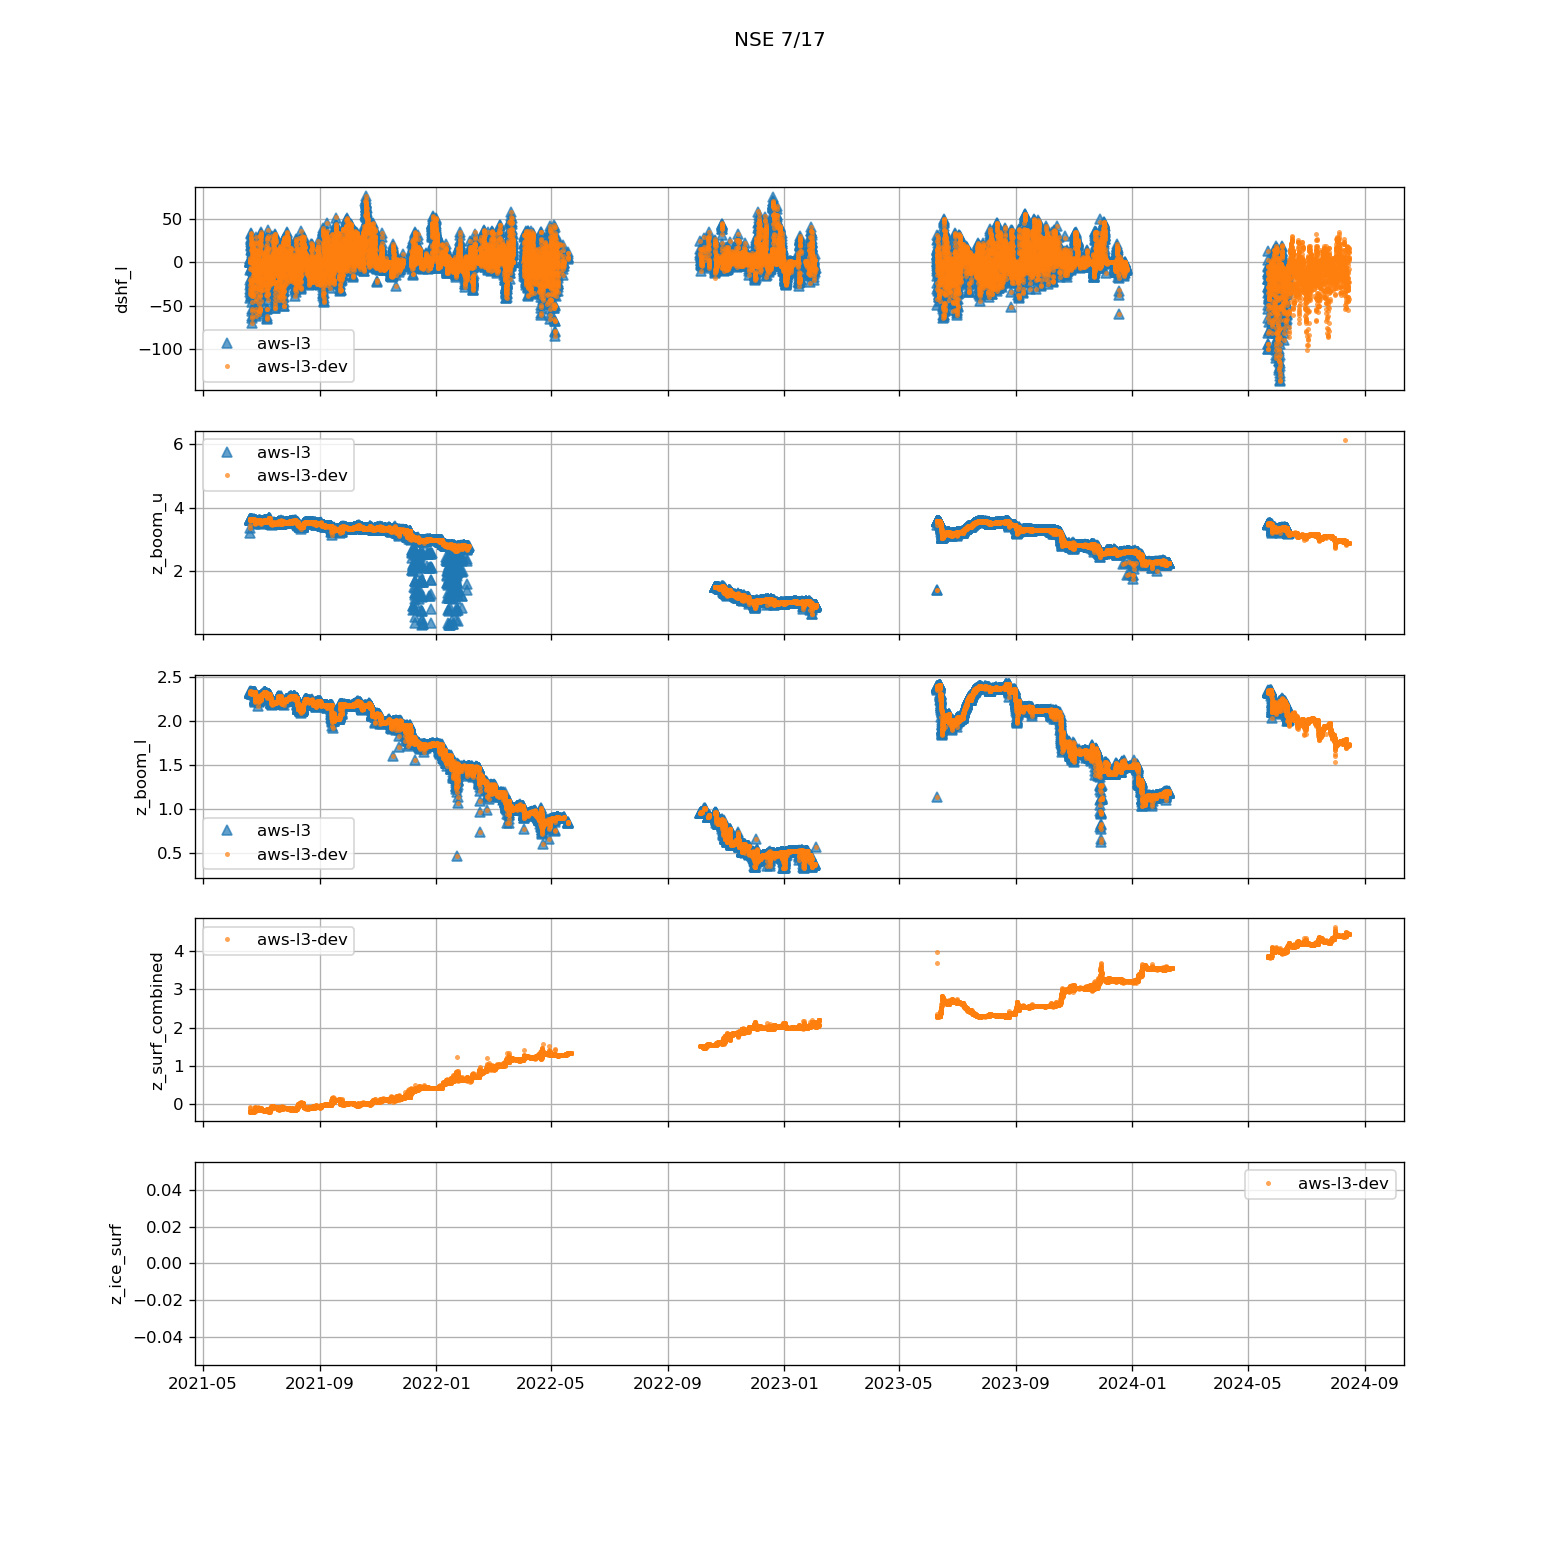 NSE 7/17
50
0
−50
−100
dshf_l
aws-l3
aws-l3-dev
6
4
2
z_boom_u
aws-l3
aws-l3-dev
2.5
2.0
1.5
1.0
0.5
z_boom_l
aws-l3
aws-l3-dev
4
3
2
1
0
z_surf_combined
aws-l3-dev
0.04
0.02
0.00
−0.02
−0.04
z_ice_surf
aws-l3-dev
2021-05 2021-09 2022-01 2022-05 2022-09 2023-01 2023-05 2023-09 2024-01 2024-05 2024-09